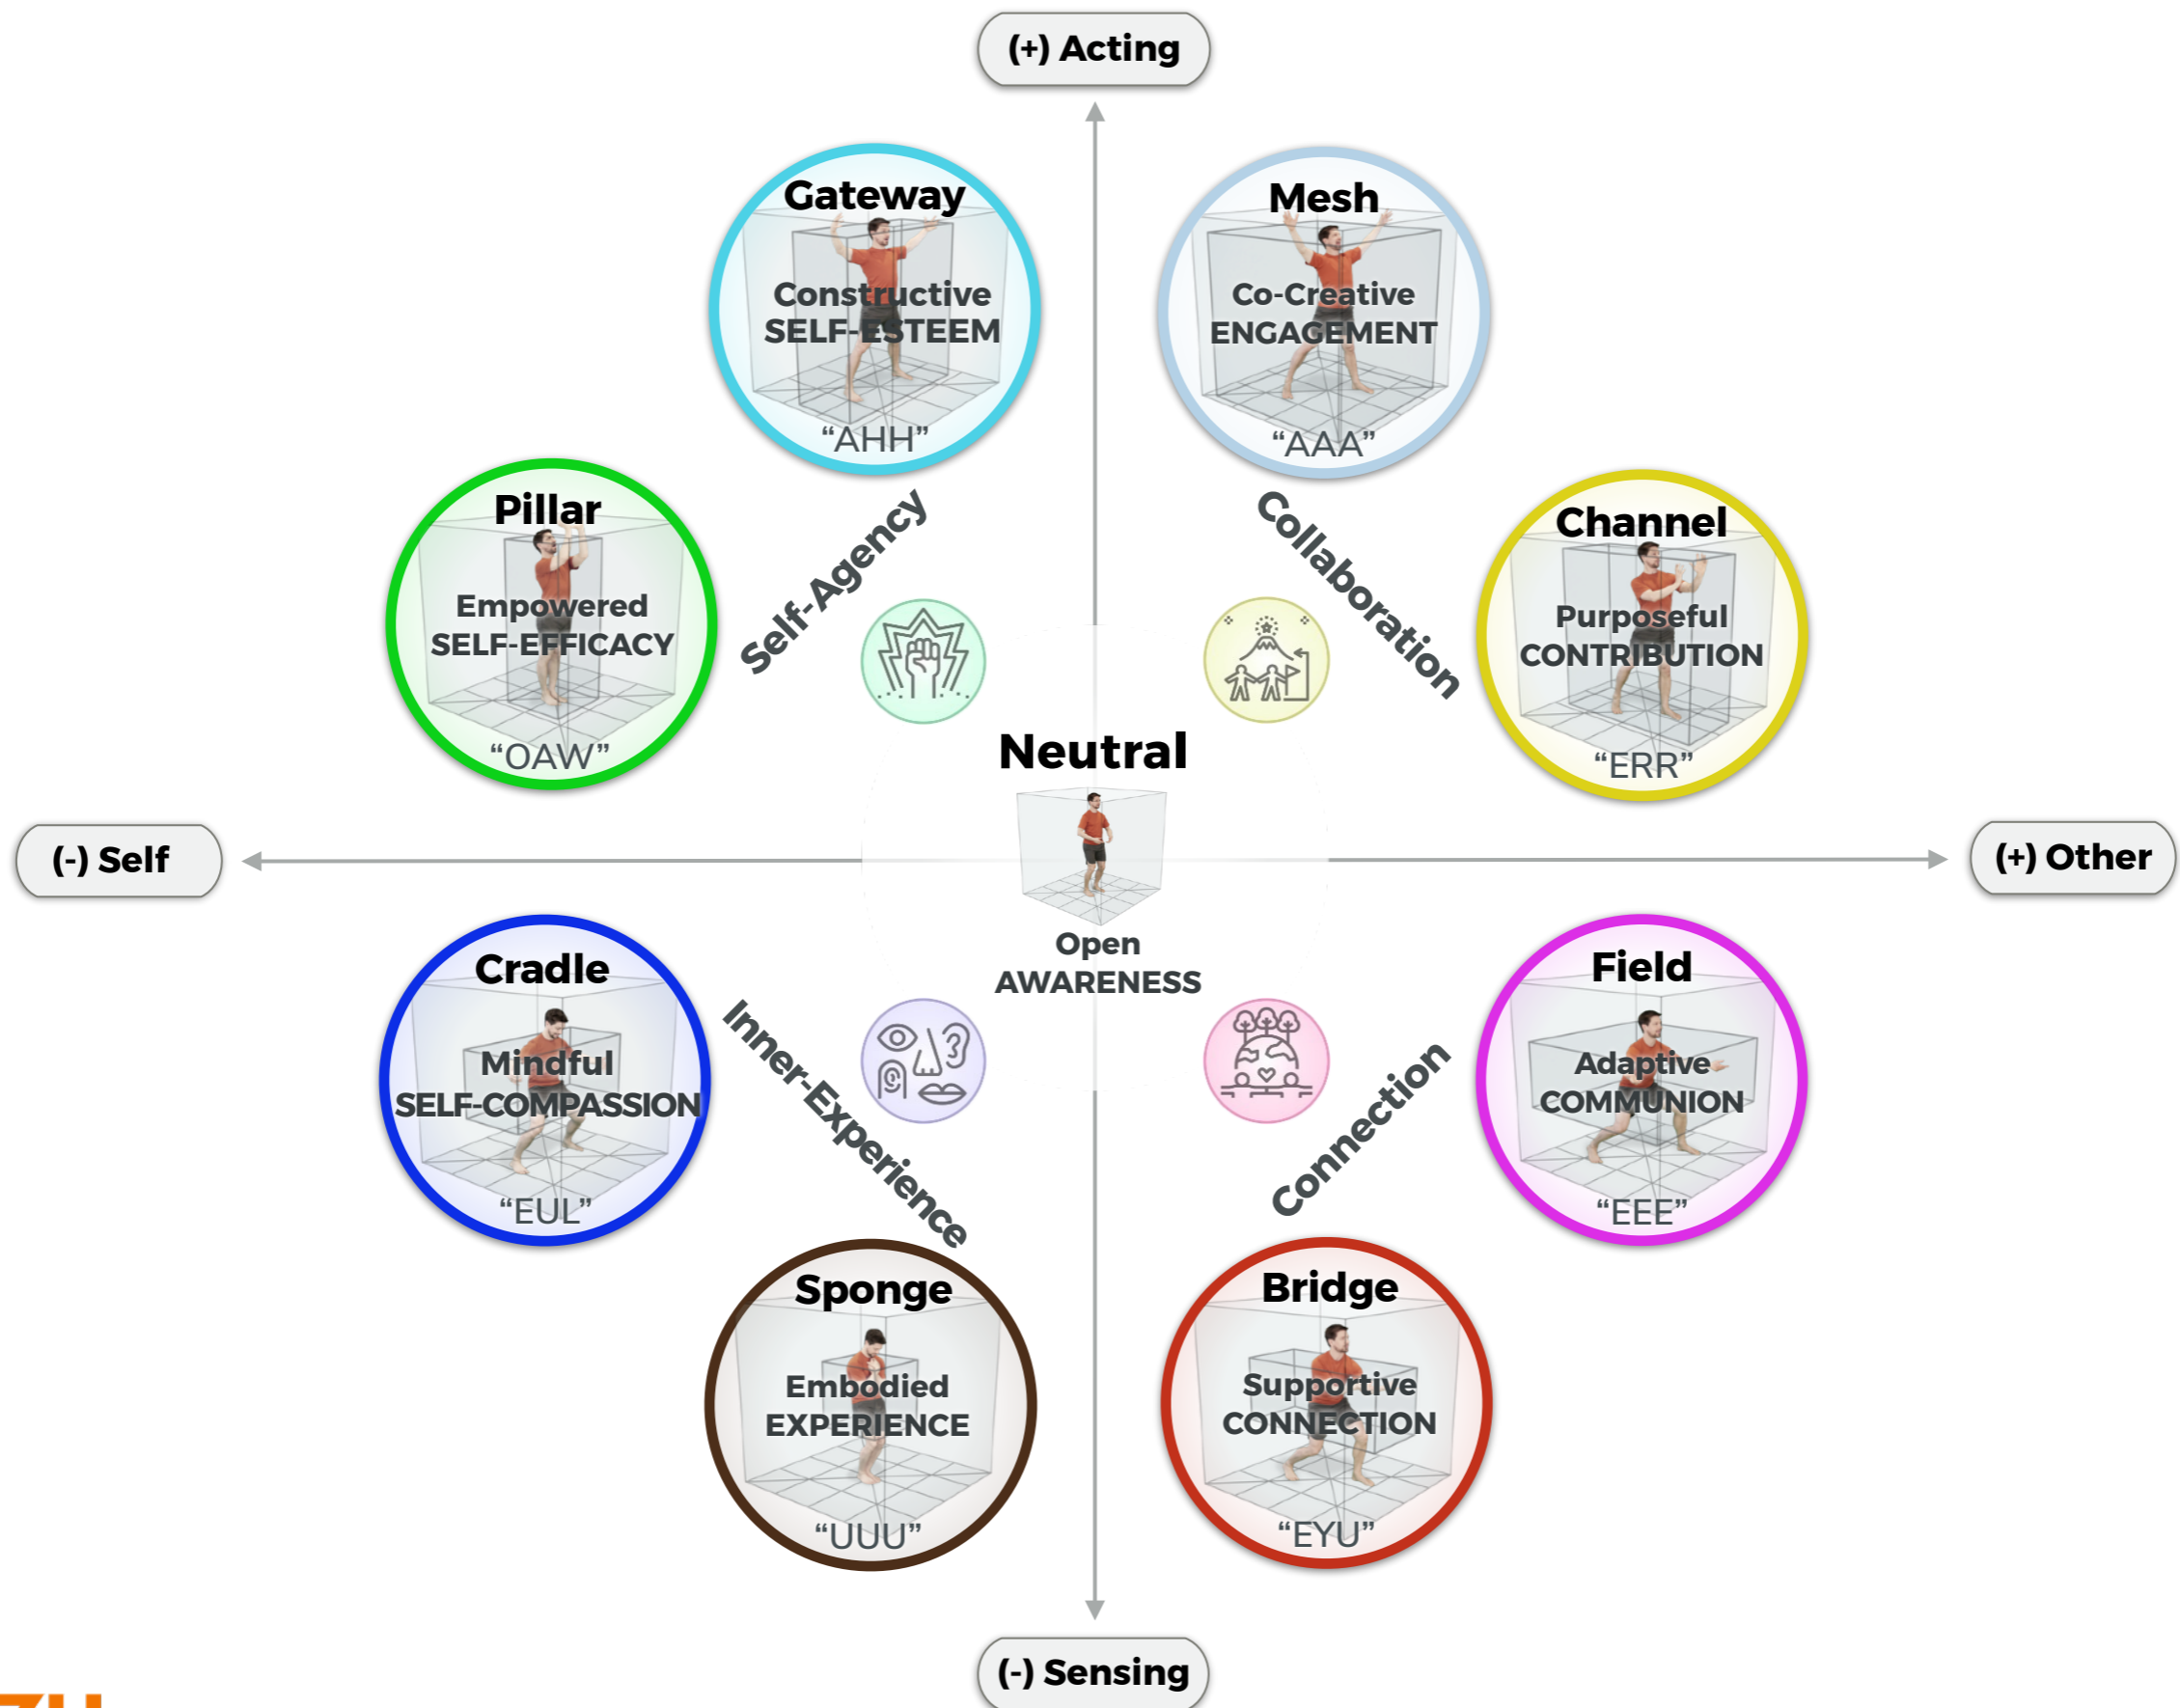 (+) Acting
Gateway
Constructive
SELF-ESTEEM
“AHH”
Mesh
Co-Creative
ENGAGEMENT
“AAA”
Pillar
Empowered
SELF-EFFICACY
“OAW”
Self-Agency
Collaboration
Channel
Purposeful
CONTRIBUTION
“ERR”
Neutral
Open
AWARENESS
(-) Self
(+) Other
Cradle
Mindful
SELF-COMPASSION
“EUL”
Inner-Experience
Connection
Field
Adaptive
COMMUNION
“EEE”
Sponge
Embodied
EXPERIENCE
“UUU”
Bridge
Supportive
CONNECTION
“EYU”
(-) Sensing